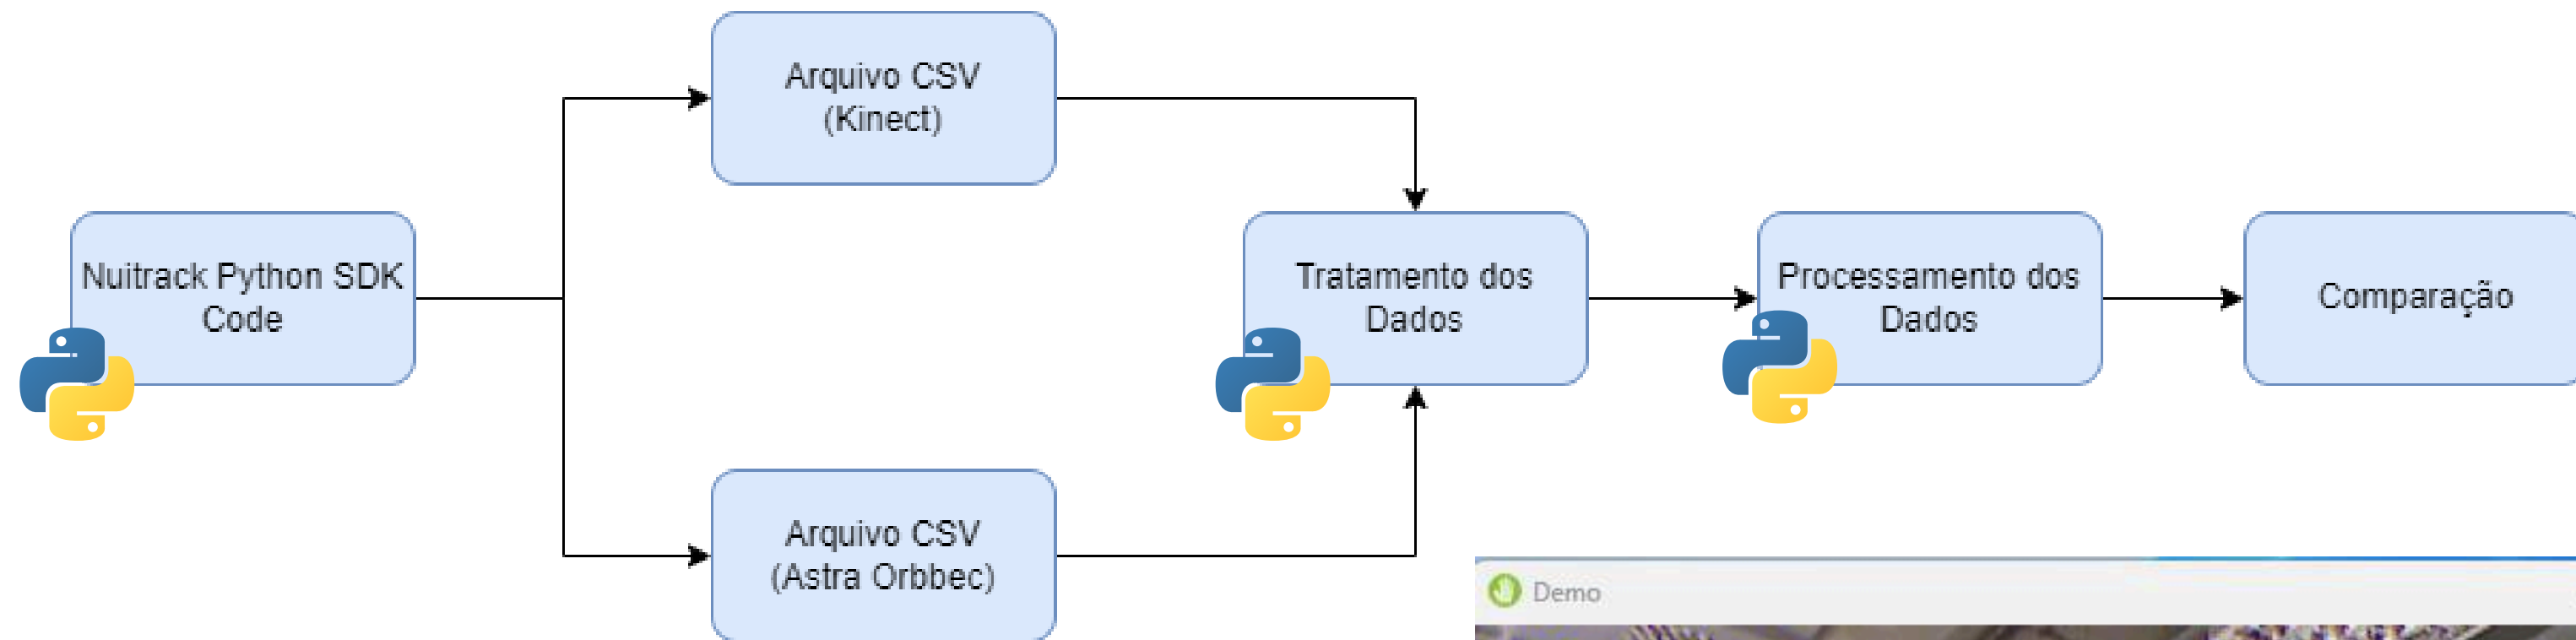 Arquivo CSV
(Kinect)
Nuitrack Python SDK
Code
Tratamento dos
Dados
Processamento dos
Dados
Comparação
Arquivo CSV
(Astra Orbbec)
Demo